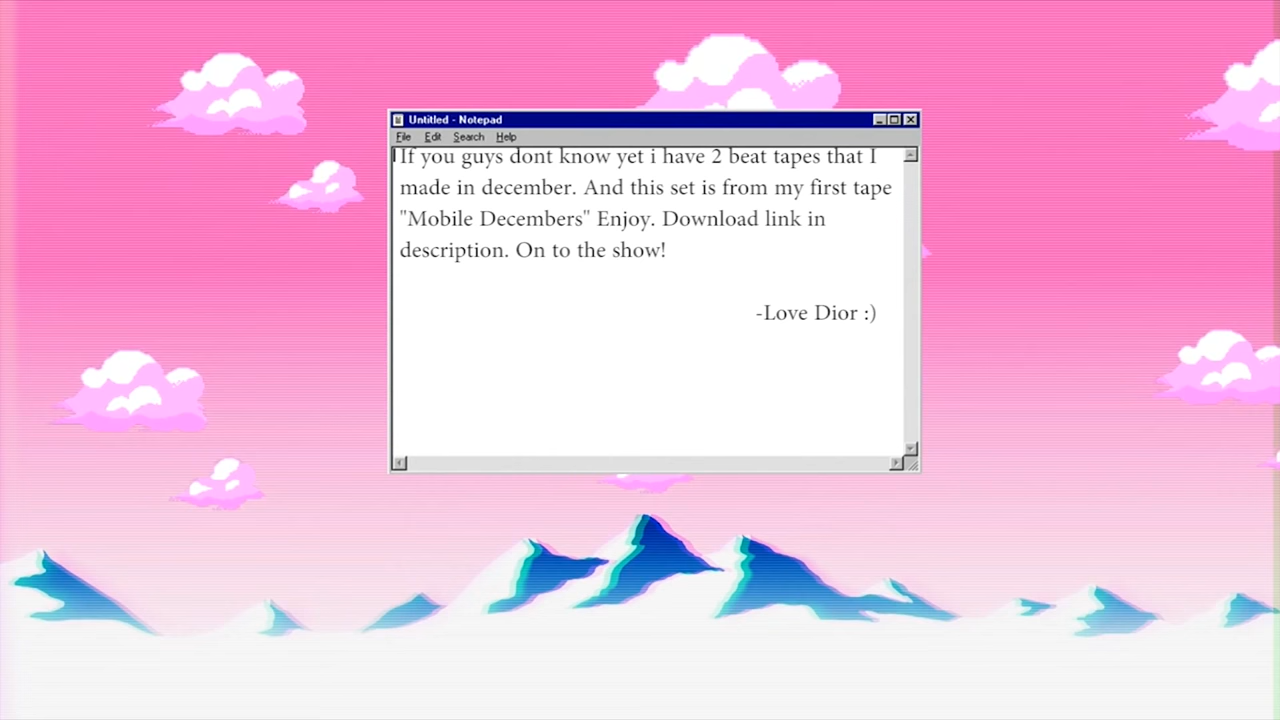 Untitled - Notepad
File Edit Search Help
If you guys dont know yet i have 2 beat tapes that I
made in december. And this set is from my first tape
"Mobile Decembers" Enjoy. Download link in
description. On to the show!
-Love Dior :)